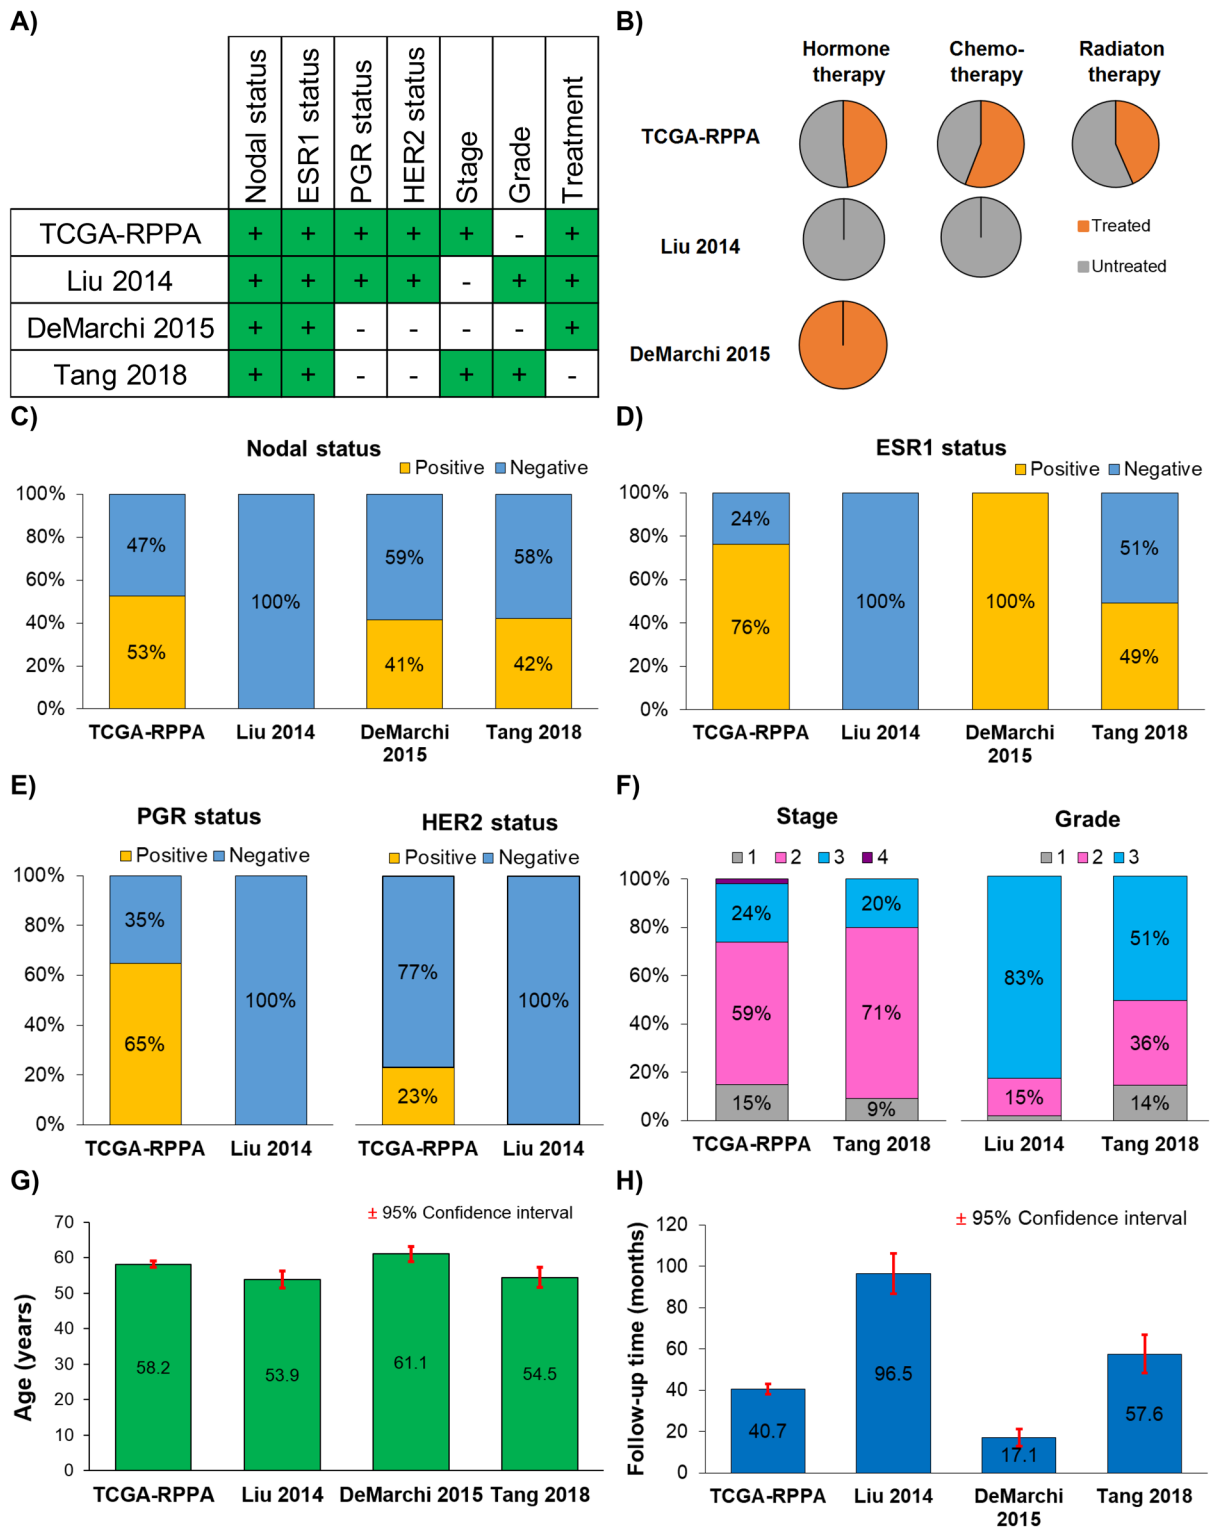 A)
Nodal status
ESR1 status
PGR status
HER2 status
Stage
Grade
Treatment
TCGA-RPPA + + + + + - +
Liu 2014 + + + + - + +
DeMarchi 2015 + + - - - - +
Tang 2018 + + - - + + -
B)
Hormone therapy
Chemo-therapy
Radiaton therapy
TCGA-RPPA
Liu 2014
DeMarchi 2015
Treated
Untreated
C)
Nodal status
Positive Negative
100%
80%
60%
40%
20%
0%
47%
53%
100%
59%
41%
58%
42%
TCGA-RPPA
Liu 2014
DeMarchi
2015
Tang 2018
D)
ESR1 status
Positive Negative
100%
80%
60%
40%
20%
0%
24%
76%
100%
100%
51%
49%
TCGA-RPPA
Liu 2014
DeMarchi
2015
Tang 2018
E)
PGR status
Positive Negative
100%
80%
60%
40%
20%
0%
35%
65%
100%
TCGA-RPPA
Liu 2014
HER2 status
Positive Negative
77%
23%
100%
TCGA-RPPA
Liu 2014
F)
Stage
1 2 3 4
100%
80%
60%
40%
20%
0%
24%
59%
15%
20%
71%
9%
TCGA-RPPA
Tang 2018
Grade
1 2 3
83%
15%
51%
36%
14%
Liu 2014
Tang 2018
G)
± 95% Confidence interval
Age (years)
70
60
50
40
30
20
10
0
58.2
53.9
61.1
54.5
TCGA-RPPA
Liu 2014
DeMarchi 2015
Tang 2018
H)
± 95% Confidence interval
Follow-up time (months)
120
100
80
60
40
20
0
40.7
96.5
17.1
57.6
TCGA-RPPA
Liu 2014
DeMarchi
2015
Tang 2018